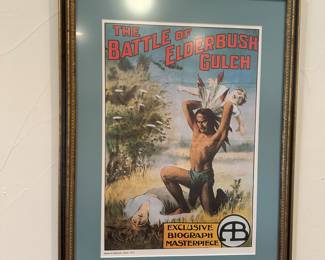 THE
BATTLE OF
ELDERBUSH
GULCH
EXCLUSIVE
BIOGRAPH
MASTERPIECE
AB